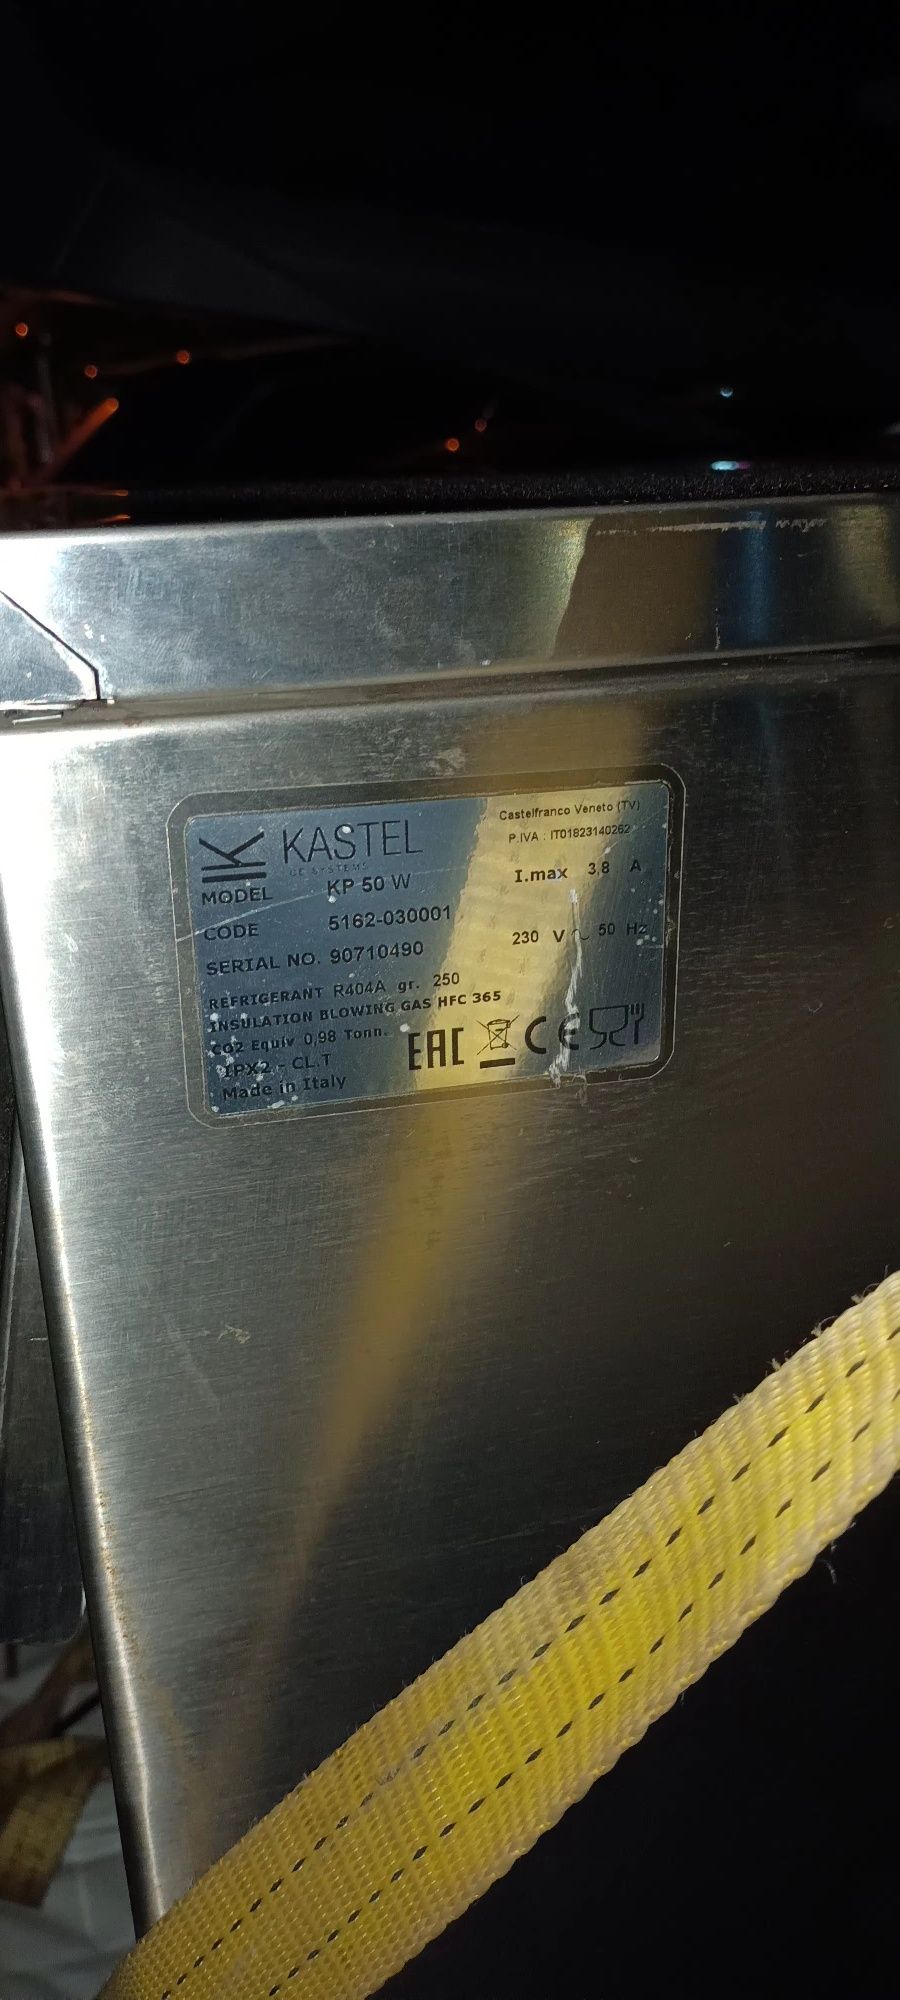 KASTEL
ICE SYSTEMS
Castelfranco Veneto (TV)
P.IVA : IT01823140262
MODEL KP 50 W
I.max 3,8 A
CODE 5162-030001
SERIAL NO. 90710490
230 V ~ 50 Hz
REFRIGERANT R404A gr. 250
INSULATION BLOWING GAS HFC 365
CO2 Equiv 0,98 Tonn.
IPX2 - CL.T
Made in Italy
EAC CE